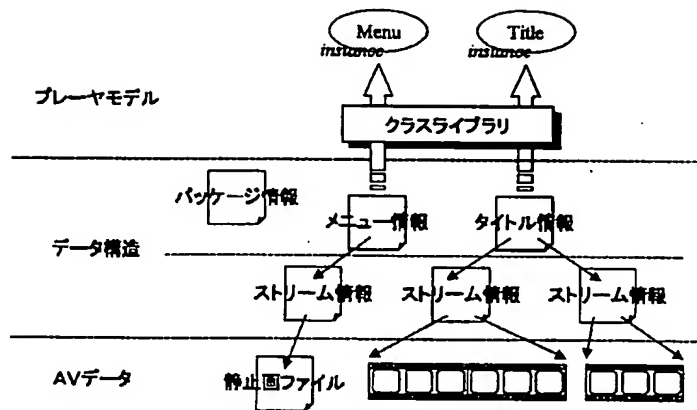 Menu
instance
Title
instance
プレーヤモデル
クラスライブラリ
パッケージ情報
メニュー情報
タイトル情報
データ構造
ストリーム情報
ストリーム情報
ストリーム情報
AVデータ
静止画ファイル